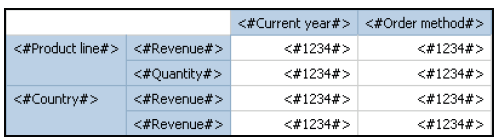 <#Current year#> <#Order method#>
<#Product line#> <#Revenue#> <#1234#> <#1234#>
<#Quantity#> <#1234#> <#1234#>
<#Country#> <#Revenue#> <#1234#> <#1234#>
<#Revenue#> <#1234#> <#1234#>